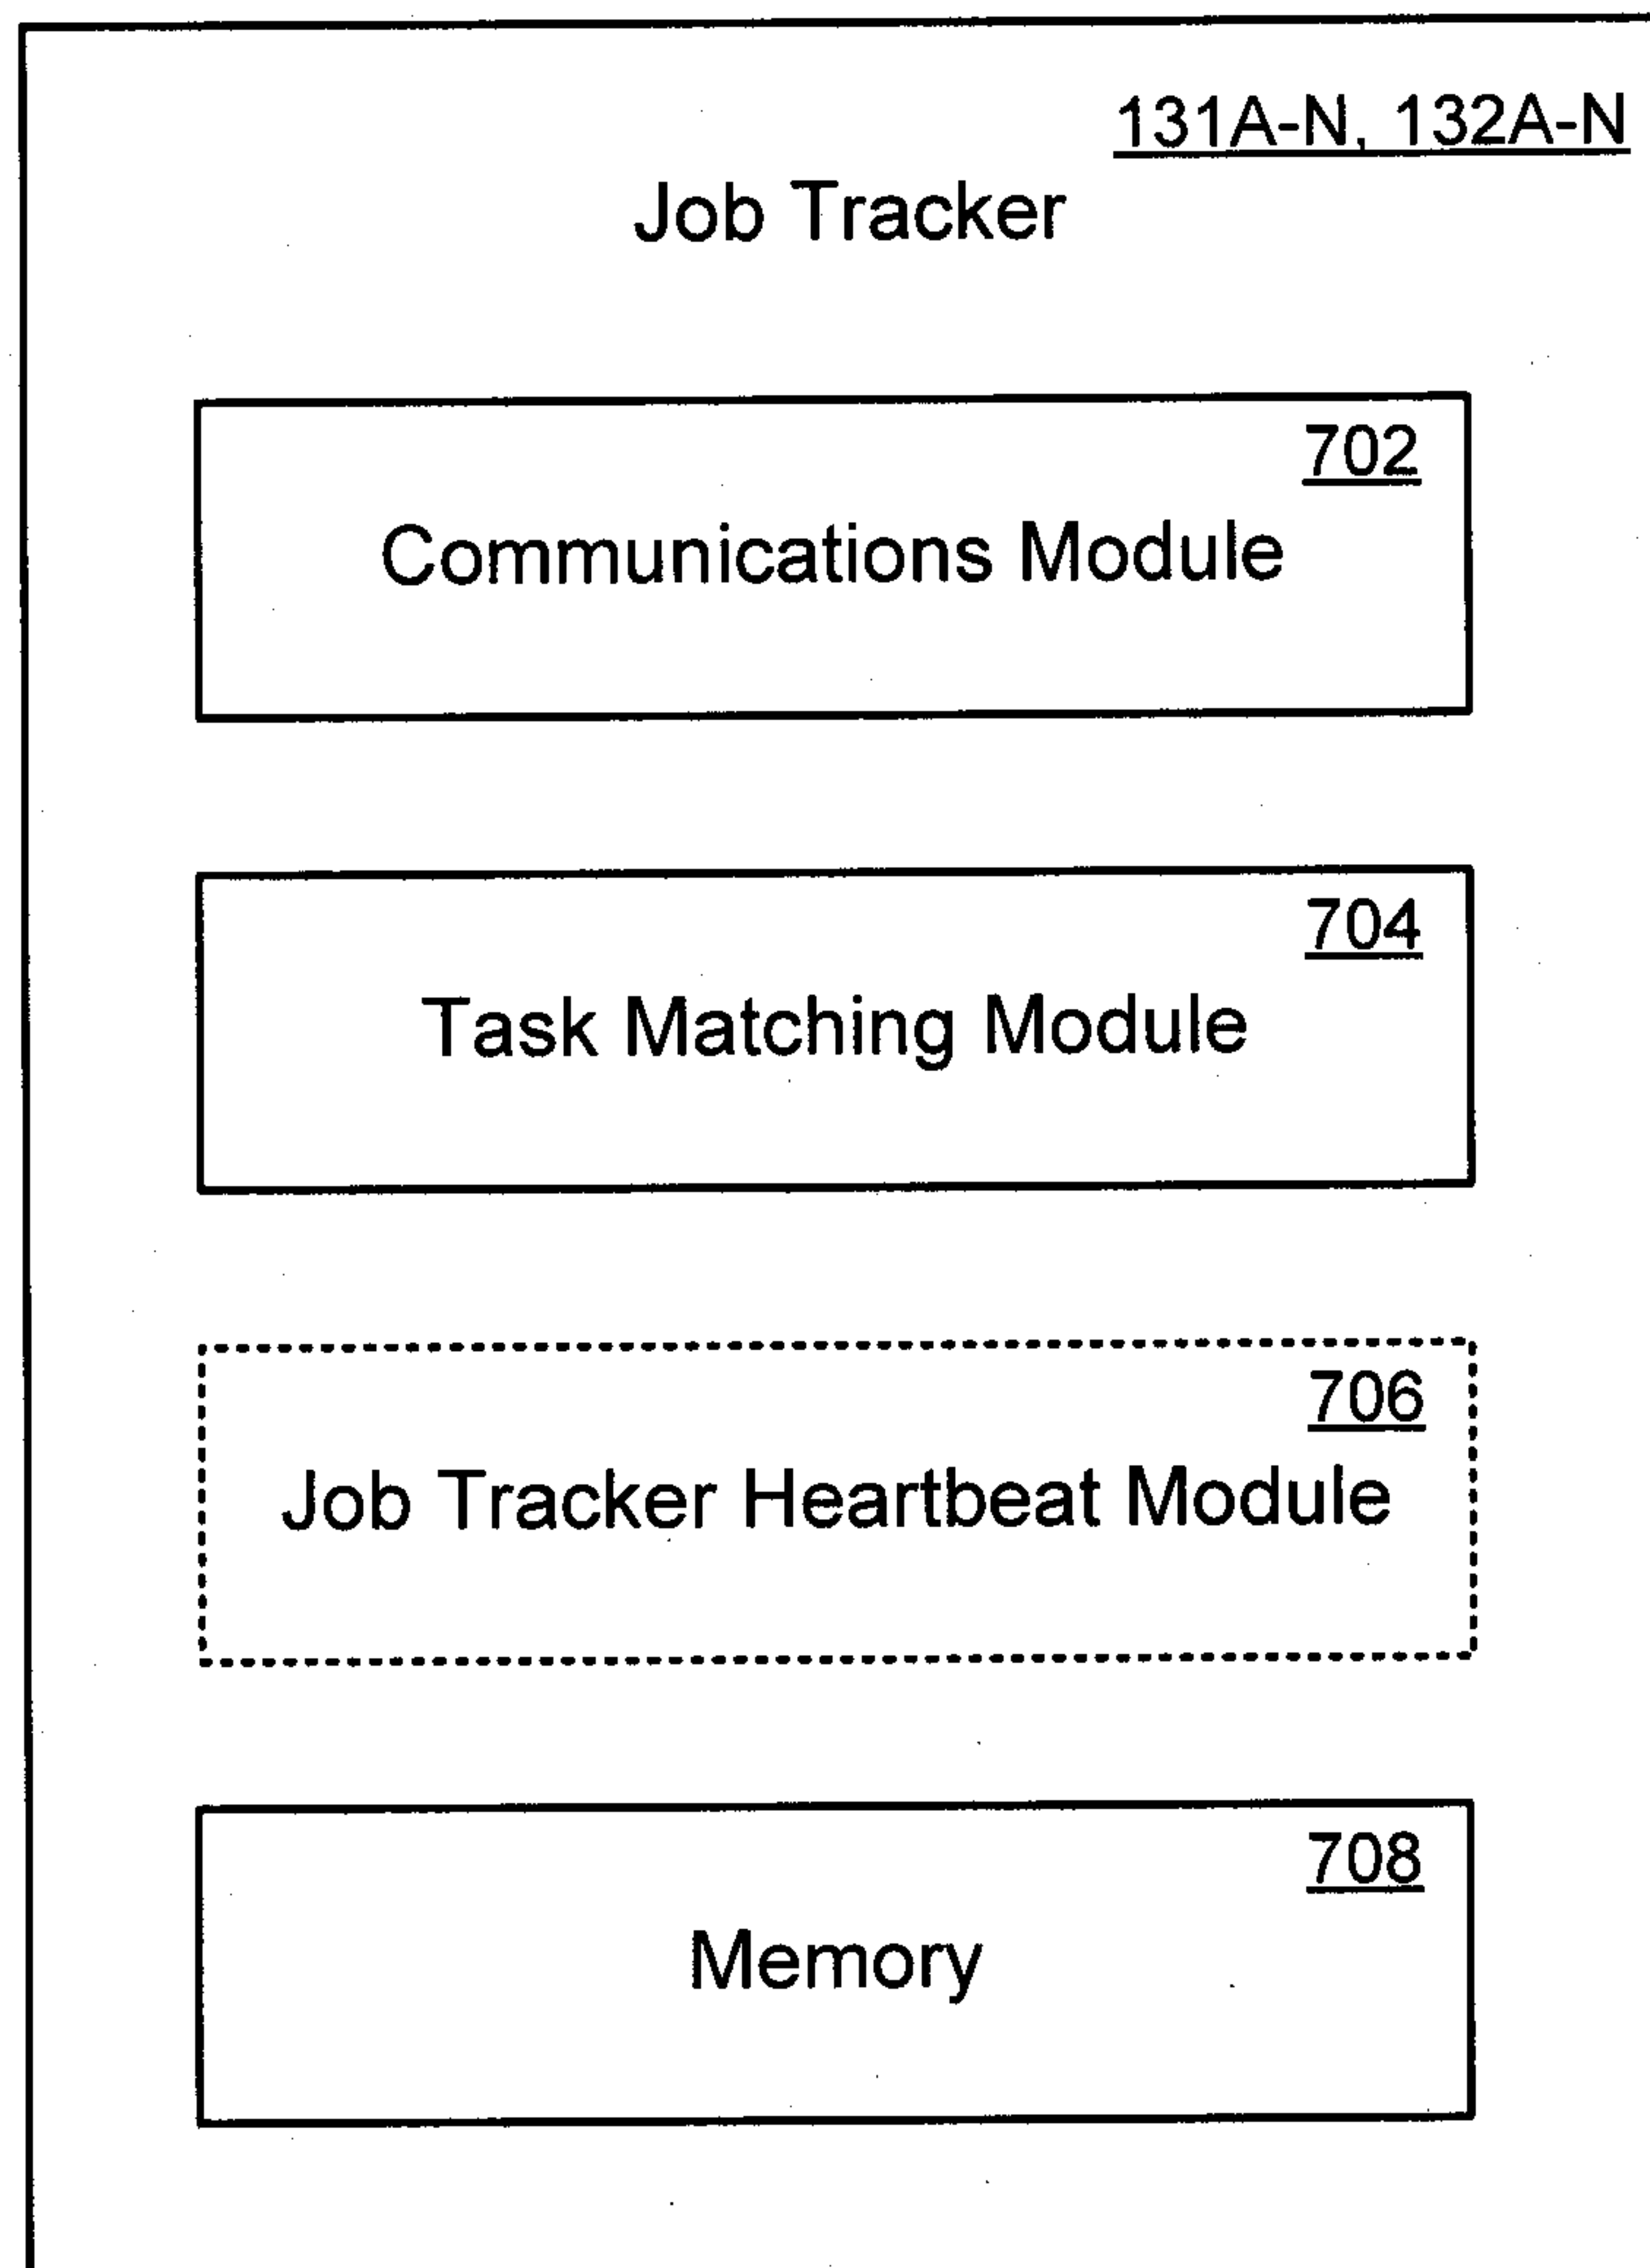 131A-N, 132A-N
Job Tracker
702
Communications Module
704
Task Matching Module
706
Job Tracker Heartbeat Module
708
Memory